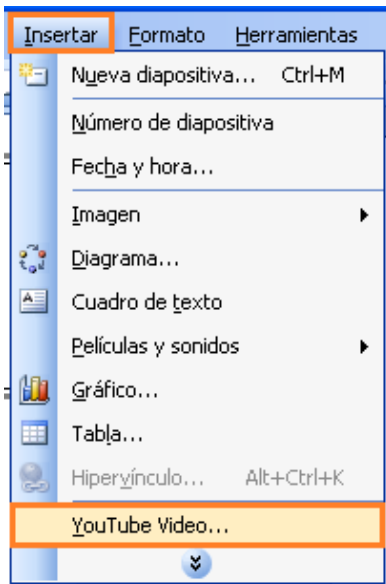 Insertar Formato Herramientas
Nueva diapositiva... Ctrl+M
Número de diapositiva
Fecha y hora...
Imagen
Diagrama...
Cuadro de texto
Películas y sonidos
Gráfico...
Tabla...
Hipervínculo... Alt+Ctrl+K
YouTube Video...